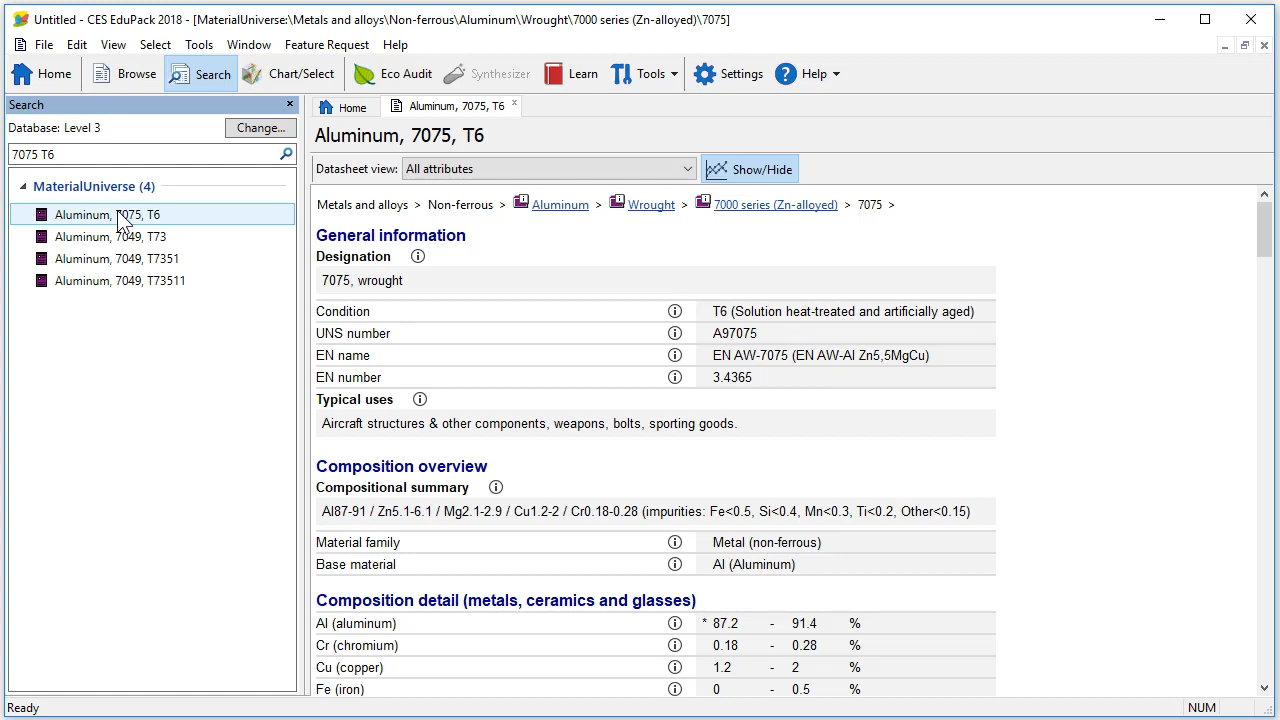 Untitled - CES EduPack 2018 - [MaterialUniverse:\Metals and alloys\Non-ferrous\Aluminum\Wrought\7000 series (Zn-alloyed)\7075]
File Edit View Select Tools Window Feature Request Help
Home Browse Search Chart/Select Eco Audit Synthesizer Learn Tools Settings Help
Search
Database: Level 3 Change...
7075 T6
MaterialUniverse (4)
Aluminum, 7075, T6
Aluminum, 7049, T73
Aluminum, 7049, T7351
Aluminum, 7049, T73511
Home Aluminum, 7075, T6
Aluminum, 7075, T6
Datasheet view: All attributes Show/Hide
Metals and alloys > Non-ferrous > Aluminum > Wrought > 7000 series (Zn-alloyed) > 7075 >
General information
Designation
7075, wrought
Condition T6 (Solution heat-treated and artificially aged)
UNS number A97075
EN name EN AW-7075 (EN AW-Al Zn5,5MgCu)
EN number 3.4365
Typical uses
Aircraft structures & other components, weapons, bolts, sporting goods.
Composition overview
Compositional summary
Al87-91 / Zn5.1-6.1 / Mg2.1-2.9 / Cu1.2-2 / Cr0.18-0.28 (impurities: Fe<0.5, Si<0.4, Mn<0.3, Ti<0.2, Other<0.15)
Material family Metal (non-ferrous)
Base material Al (Aluminum)
Composition detail (metals, ceramics and glasses)
Al (aluminum) * 87.2 - 91.4 %
Cr (chromium) 0.18 - 0.28 %
Cu (copper) 1.2 - 2 %
Fe (iron) 0 - 0.5 %
Ready NUM